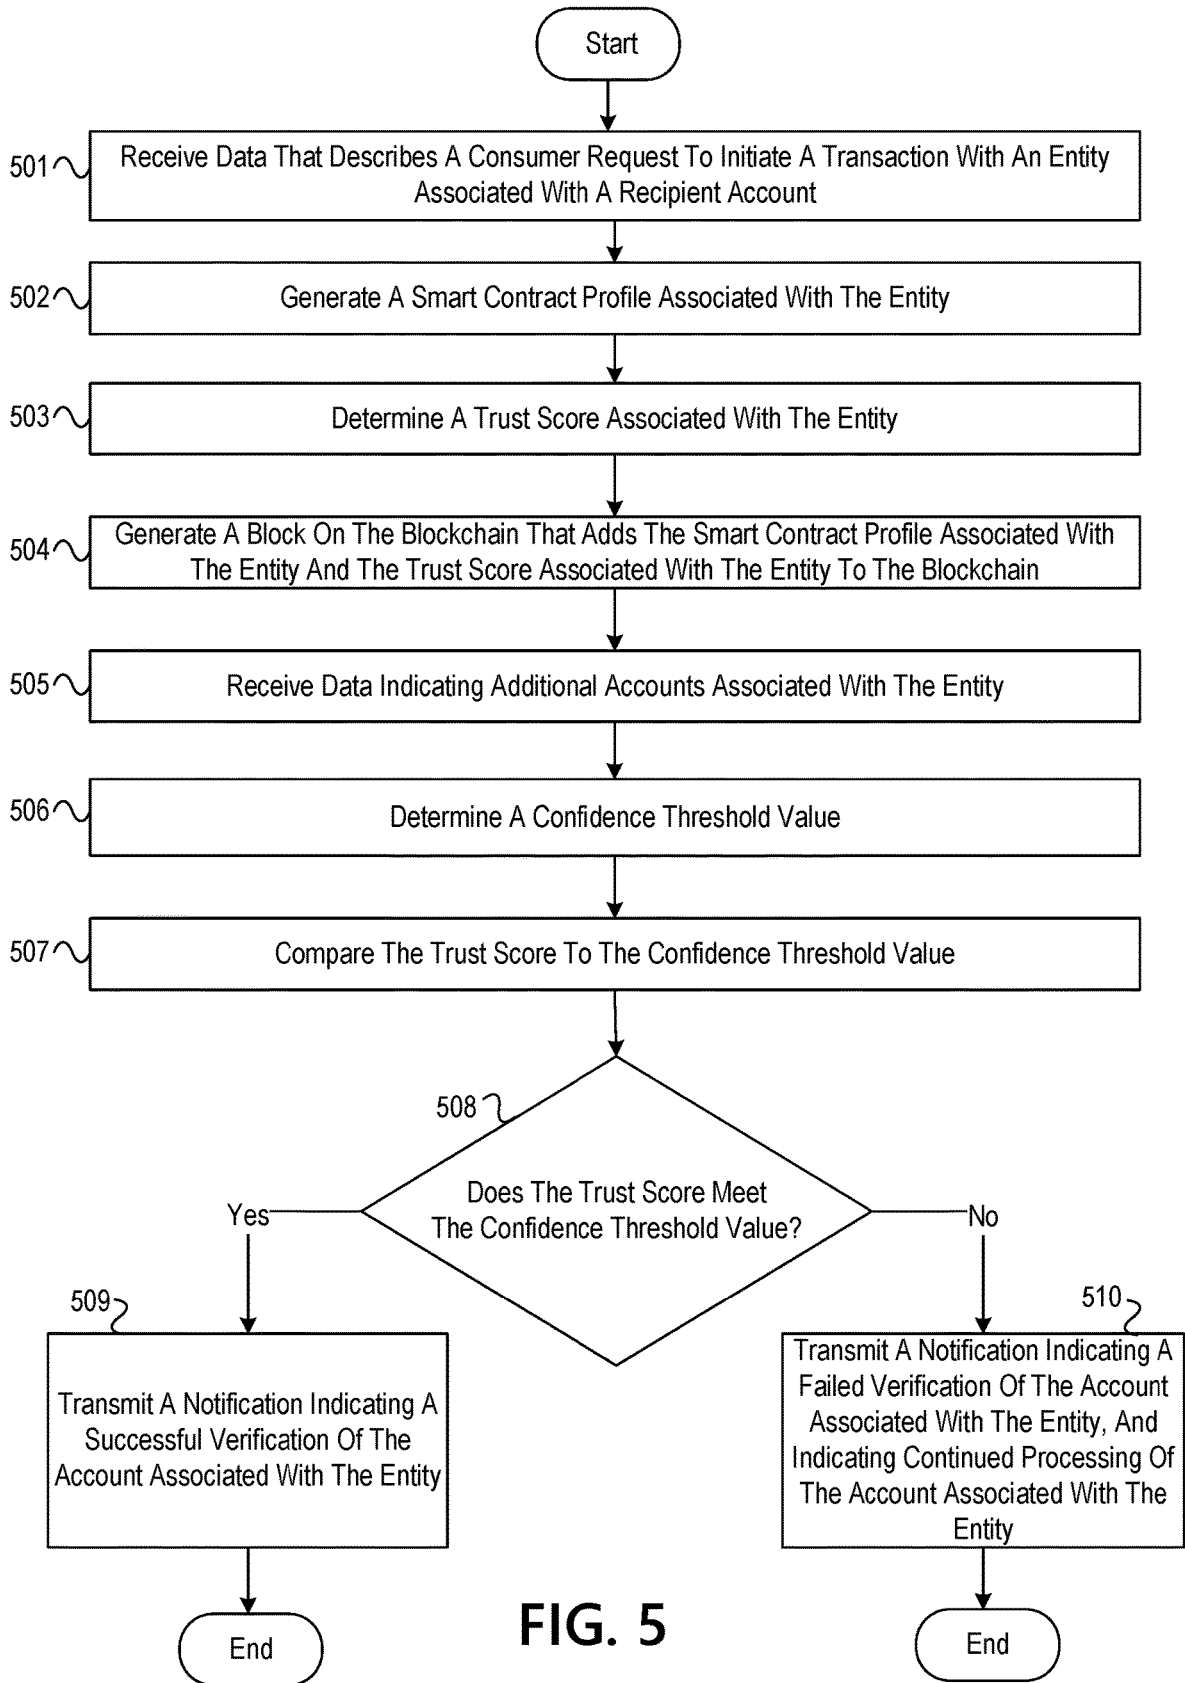 Start
501
Receive Data That Describes A Consumer Request To Initiate A Transaction With An Entity
Associated With A Recipient Account
502
Generate A Smart Contract Profile Associated With The Entity
503
Determine A Trust Score Associated With The Entity
504
Generate A Block On The Blockchain That Adds The Smart Contract Profile Associated With
The Entity And The Trust Score Associated With The Entity To The Blockchain
505
Receive Data Indicating Additional Accounts Associated With The Entity
506
Determine A Confidence Threshold Value
507
Compare The Trust Score To The Confidence Threshold Value
508
Does The Trust Score Meet
The Confidence Threshold Value?
Yes
No
509
Transmit A Notification Indicating A
Successful Verification Of The
Account Associated With The Entity
510
Transmit A Notification Indicating A
Failed Verification Of The Account
Associated With The Entity, And
Indicating Continued Processing Of
The Account Associated With The
Entity
End
FIG. 5
End